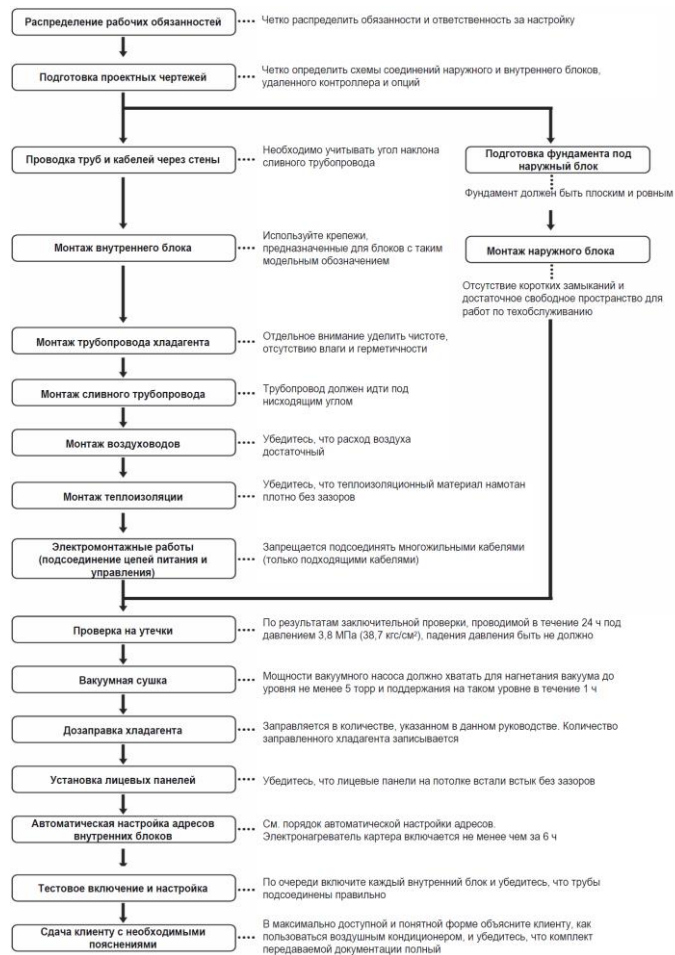 Распределение рабочих обязанностей
Четко распределить обязанности и ответственность за настройку
Подготовка проектных чертежей
Четко определить схемы соединений наружного и внутреннего блоков,
удаленного контроллера и опций
Проводка труб и кабелей через стены
Необходимо учитывать угол наклона
сливного трубопровода
Подготовка фундамента под
наружный блок
Фундамент должен быть плоским и ровным
Монтаж внутреннего блока
Используйте крепежи,
предназначенные для блоков с таким
модельным обозначением
Монтаж наружного блока
Отсутствие коротких замыканий и
достаточное свободное пространство для
работ по техобслуживанию
Монтаж трубопровода хладагента
Отдельное внимание уделить чистоте,
отсутствию влаги и герметичности
Монтаж сливного трубопровода
Трубопровод должен идти под
нисходящим углом
Монтаж воздуховодов
Убедитесь, что расход воздуха
достаточный
Монтаж теплоизоляции
Убедитесь, что теплоизоляционный материал намотан
плотно без зазоров
Электромонтажные работы
(подсоединение цепей питания и
управления)
Запрещается подсоединять многожильными кабелями
(только подходящими кабелями)
Проверка на утечки
По результатам заключительной проверки, проводимой в течение 24 ч под
давлением 3,8 МПа (38,7 кгс/см²), падения давления быть не должно
Вакуумная сушка
Мощности вакуумного насоса должно хватать для нагнетания вакуума до
уровня не менее 5 торр и поддержания на таком уровне в течение 1 ч
Дозаправка хладагента
Заправляется в количестве, указанном в данном руководстве. Количество
заправленного хладагента записывается
Установка лицевых панелей
Убедитесь, что лицевые панели на потолке встали встык без зазоров
Автоматическая настройка адресов
внутренних блоков
См. порядок автоматической настройки адресов.
Электронагреватель картера включается не менее чем за 6 ч
Тестовое включение и настройка
По очереди включите каждый внутренний блок и убедитесь, что трубы
подсоединены правильно
Сдача клиенту с необходимыми
пояснениями
В максимально доступной и понятной форме объясните клиенту, как
пользоваться воздушным кондиционером, и убедитесь, что комплект
передаваемой документации полный